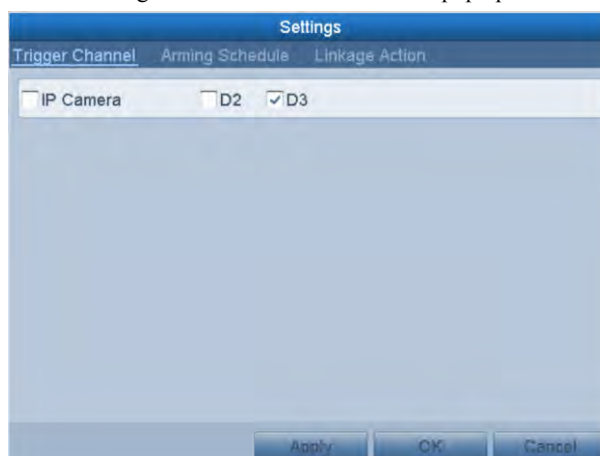 Settings
Trigger Channel Arming Schedule Linkage Action
IP Camera D2 D3
Apply OK Cancel